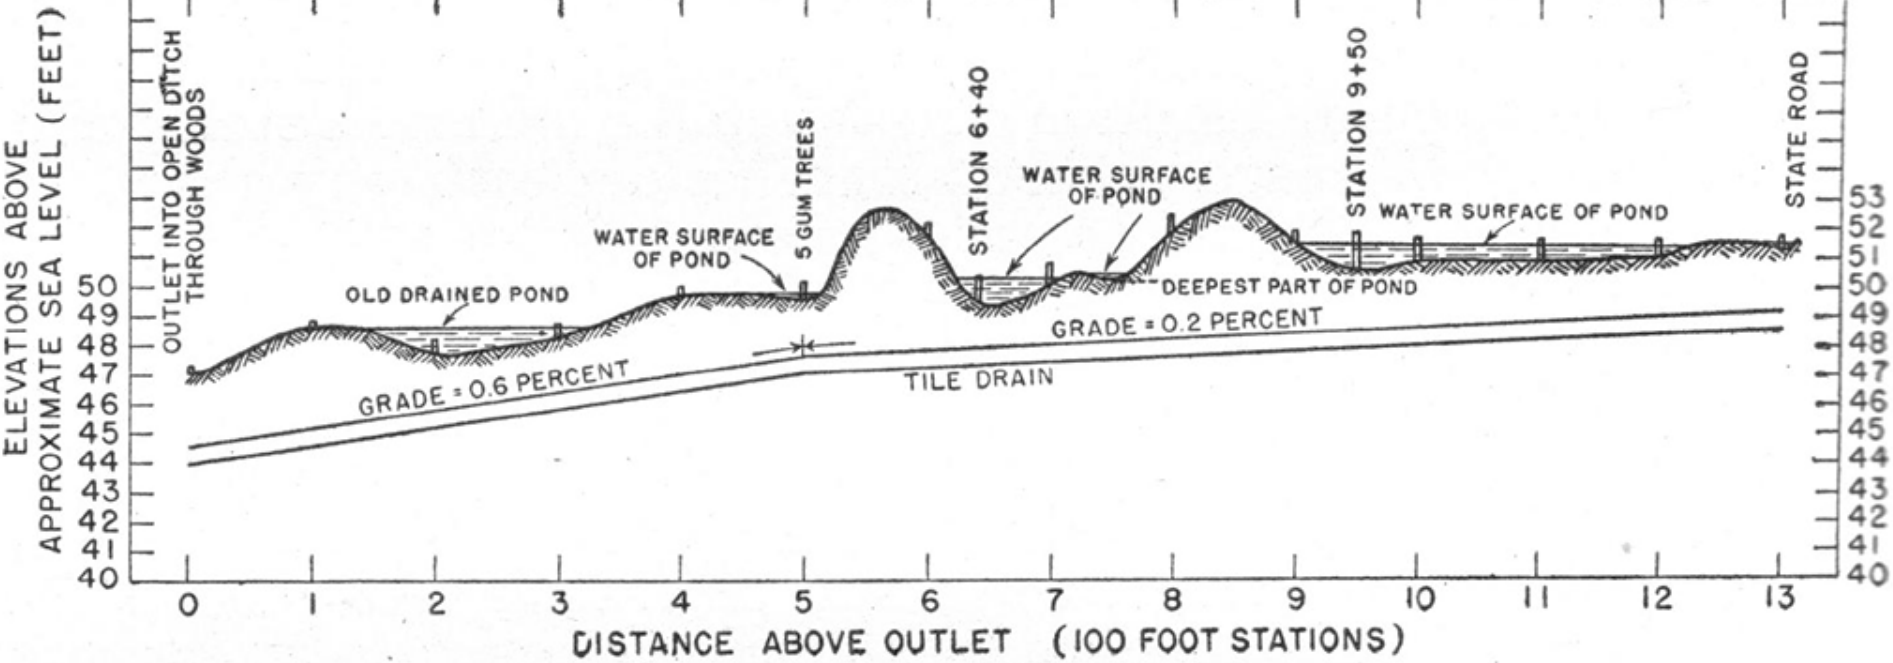 ELEVATIONS ABOVE
APPROXIMATE SEA LEVEL (FEET)
50
49
48
47
46
45
44
43
42
41
40
OUTLET INTO OPEN DITCH
THROUGH WOODS
OLD DRAINED POND
GRADE = 0.6 PERCENT
WATER SURFACE
OF POND
5 GUM TREES
STATION 6+40
WATER SURFACE
OF POND
DEEPEST PART OF POND
GRADE = 0.2 PERCENT
TILE DRAIN
STATION 9+50
WATER SURFACE OF POND
STATE ROAD
53
52
51
50
49
48
47
46
45
44
43
42
41
40
0 1 2 3 4 5 6 7 8 9 10 11 12 13
DISTANCE ABOVE OUTLET (100 FOOT STATIONS)